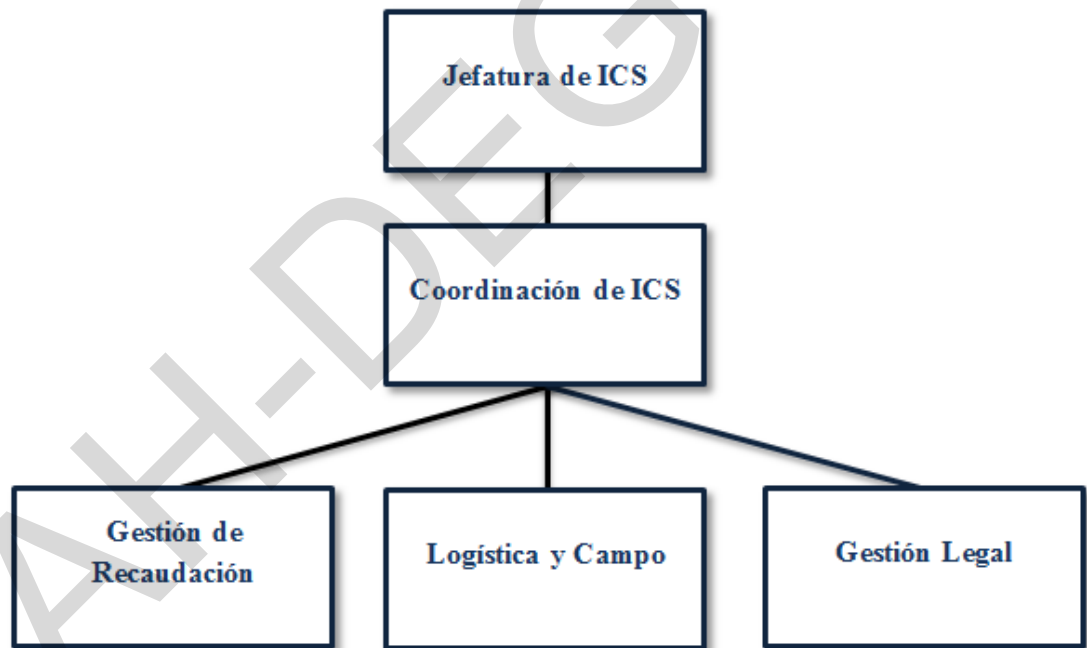 Jefatura de ICS
Coordinación de ICS
Gestión de
Recaudación
Logística y Campo
Gestión Legal
AH-DEG